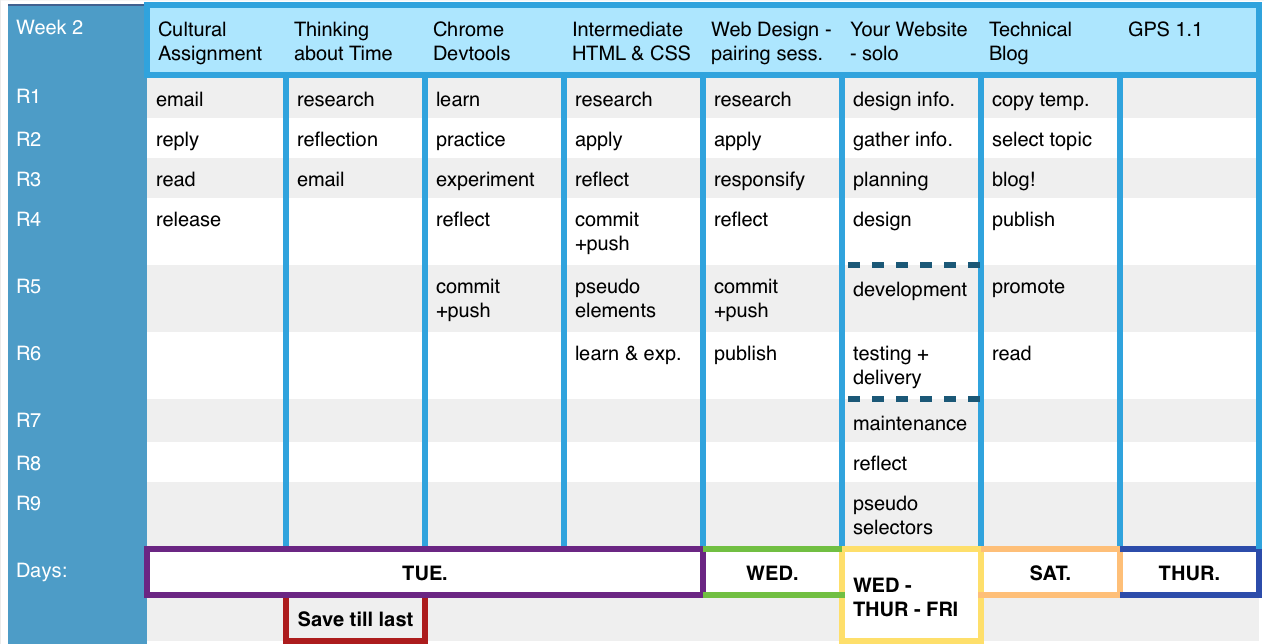 Week 2
Cultural
Assignment
Thinking
about Time
Chrome
Devtools
Intermediate
HTML & CSS
Web Design -
pairing sess.
Your Website
- solo
Technical
Blog
GPS 1.1
R1
email
research
learn
research
research
design info.
copy temp.
R2
reply
reflection
practice
apply
apply
gather info.
select topic
R3
read
email
experiment
reflect
responsify
planning
blog!
R4
release
reflect
commit
+push
reflect
design
publish
R5
commit
+push
pseudo
elements
commit
+push
development
promote
R6
learn & exp.
publish
testing +
delivery
read
R7
maintenance
R8
reflect
R9
pseudo
selectors
Days:
TUE.
WED.
WED -
THUR - FRI
SAT.
THUR.
Save till last